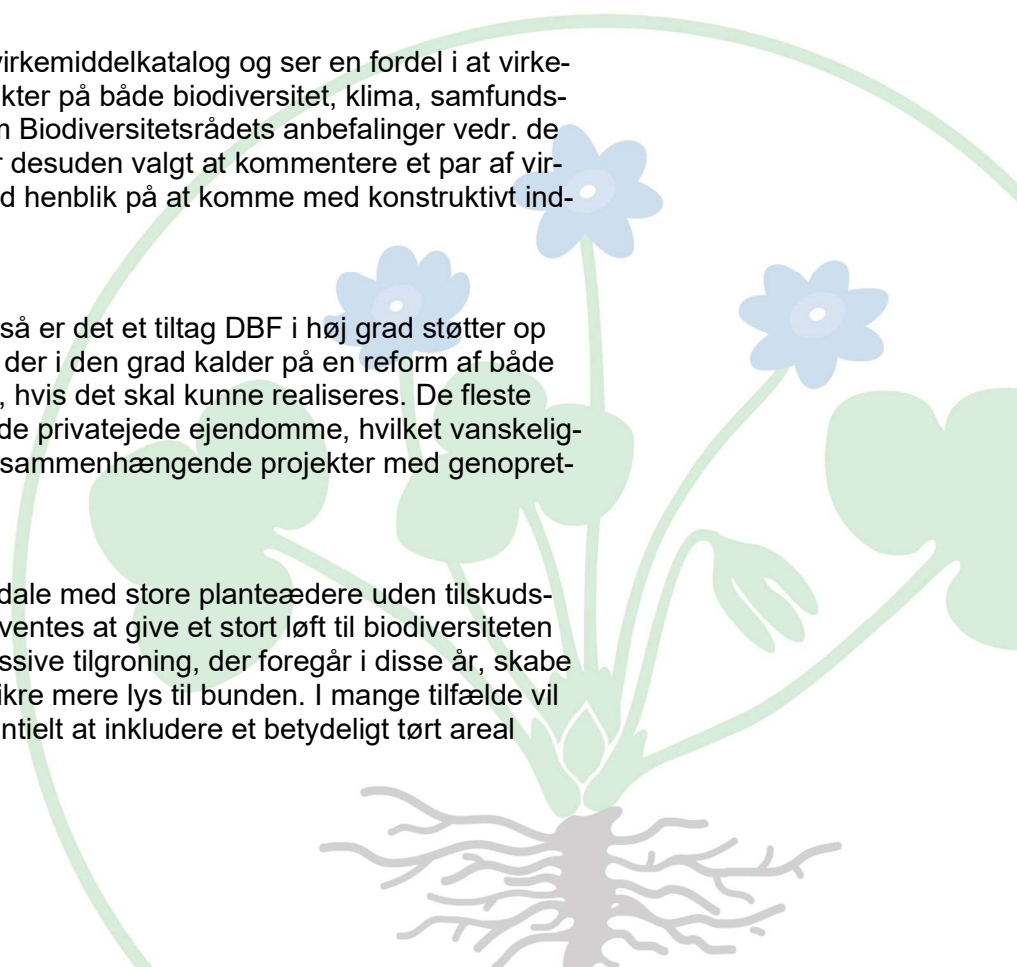 virkemiddelkatalog og ser en fordel i at virke-
kter på både biodiversitet, klima, samfunds-
Biodiversitetsrådets anbefalinger vedr. de
desuden valgt at kommentere et par af vir-
d henblik på at komme med konstruktivt ind-
så er det et tiltag DBF i høj grad støtter op
der i den grad kalder på en reform af både
, hvis det skal kunne realiseres. De fleste
de privatejede ejendomme, hvilket vanskelig-
sammenhængende projekter med genopret-
dale med store planteædere uden tilskuds-
ventes at give et stort løft til biodiversiteten
ssive tilgroning, der foregår i disse år, skabe
ikre mere lys til bunden. I mange tilfælde vil
ntielt at inkludere et betydeligt tørt areal